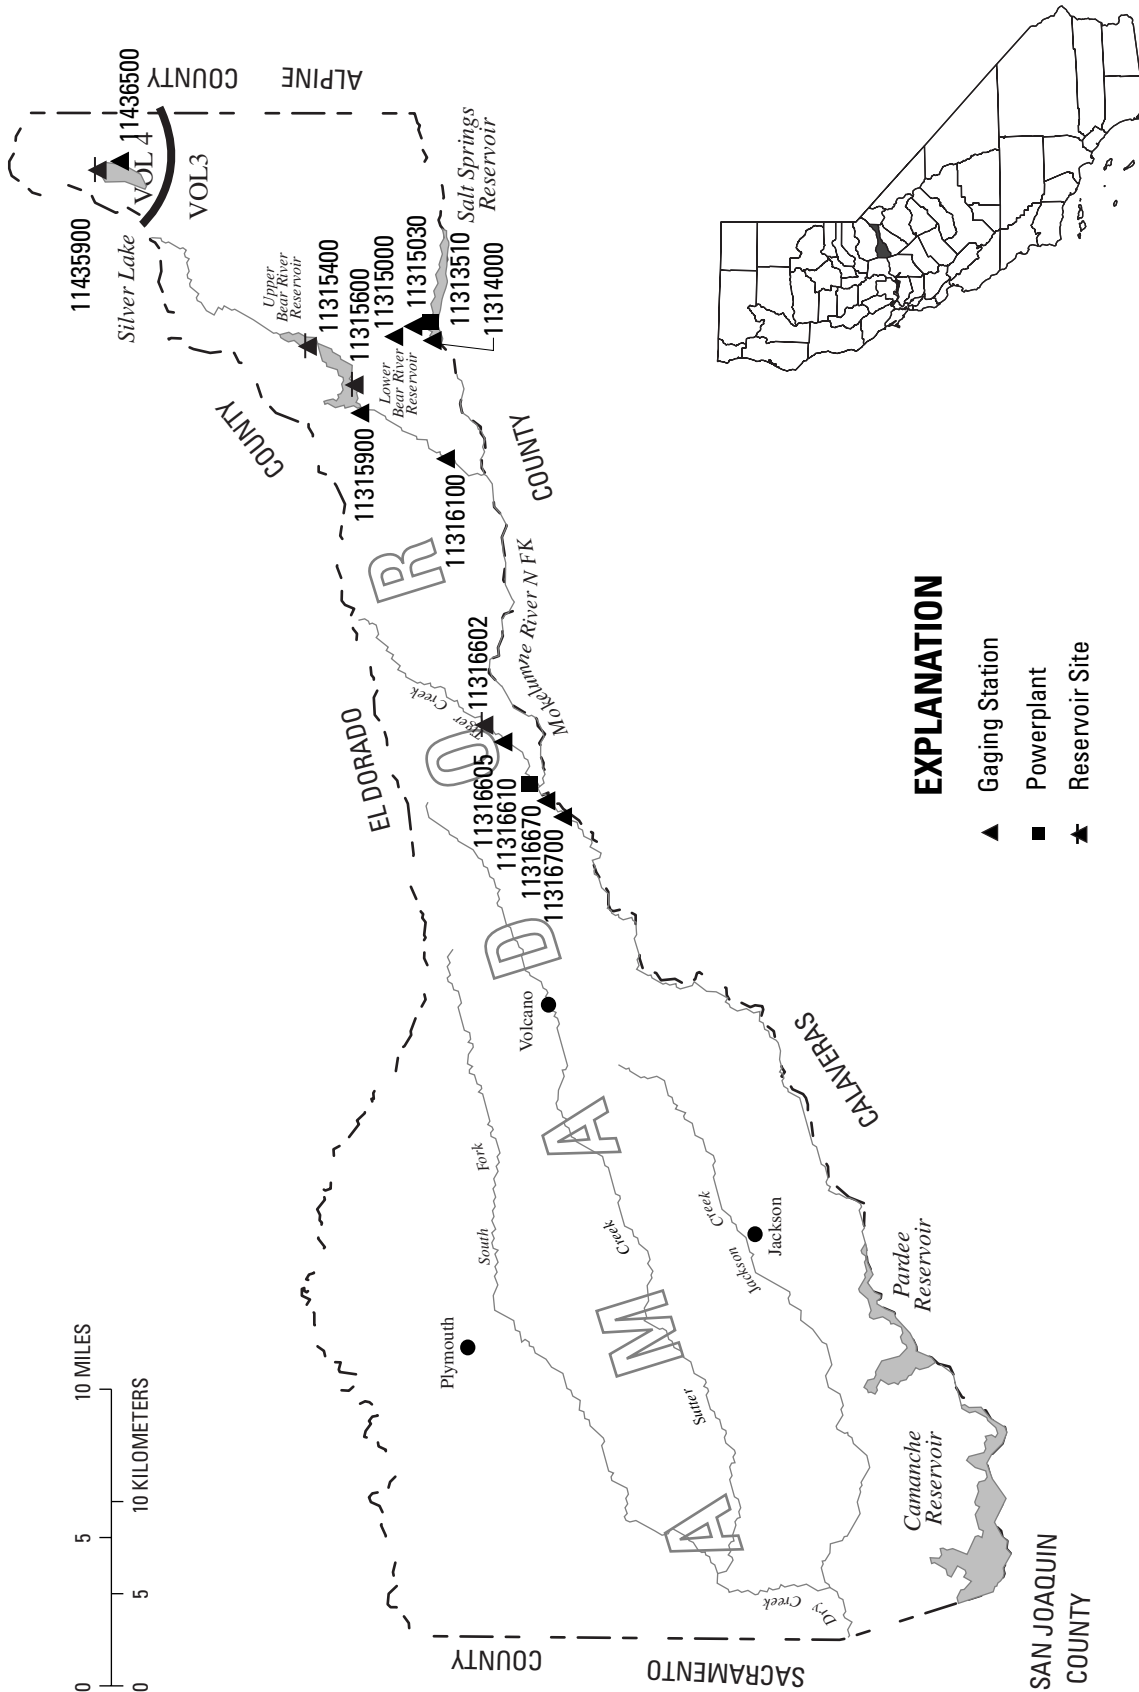 0 5 10 MILES
0 5 10 KILOMETERS
SACRAMENTO
COUNTY
EL DORADO
COUNTY
ALPINE
COUNTY
CALAVERAS
COUNTY
SAN JOAQUIN
COUNTY
AMADOR
VOL 4
VOL3
11435900
Silver Lake
11436500
Upper
Bear River
Reservoir
11315400
11315600
11315000
11315030
11313510
11314000
Salt Springs
Reservoir
Lower
Bear River
Reservoir
11315900
11316100
Mokelumne River N FK
Tiger
Creek
11316602
11316605
11316610
11316670
11316700
Volcano
South
Fork
Plymouth
Sutter
Creek
Jackson
Creek
Jackson
Dry
Creek
Pardee
Reservoir
Camanche
Reservoir
EXPLANATION
Gaging Station
Powerplant
Reservoir Site